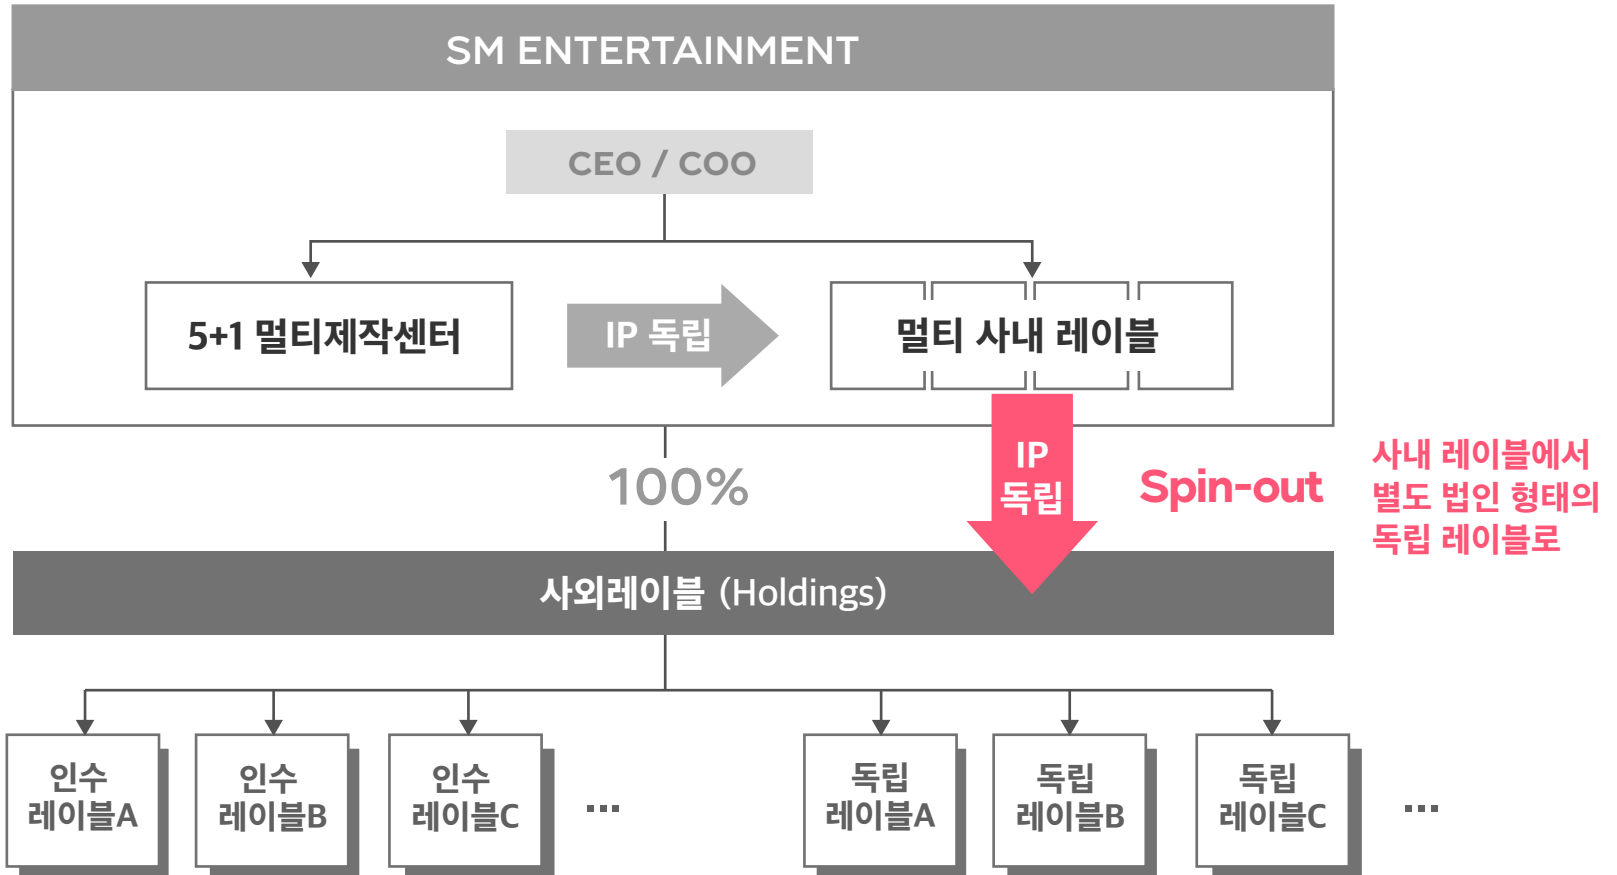 SM ENTERTAINMENT
CEO / COO
5+1 멀티제작센터
IP 독립
멀티 사내 레이블
100%
IP
독립
Spin-out
사내 레이블에서
별도 법인 형태의
독립 레이블로
사외레이블 (Holdings)
인수
레이블A
인수
레이블B
인수
레이블C
...
독립
레이블A
독립
레이블B
독립
레이블C
...